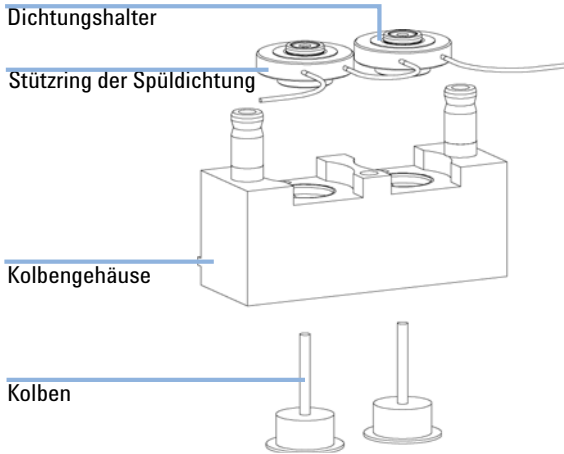 Dichtungshalter
Stützring der Spüldichtung
Kolbengehäuse
Kolben